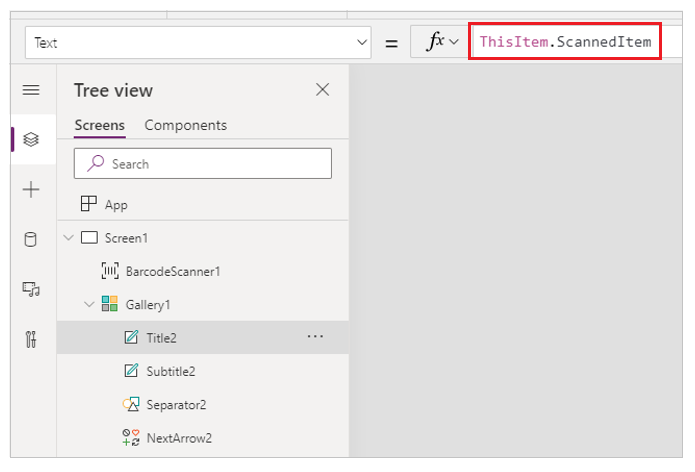 Text = fx ThisItem.ScannedItem
Tree view
Screens Components
Search
App
Screen1
BarcodeScanner1
Gallery1
Title2 ...
Subtitle2
Separator2
NextArrow2